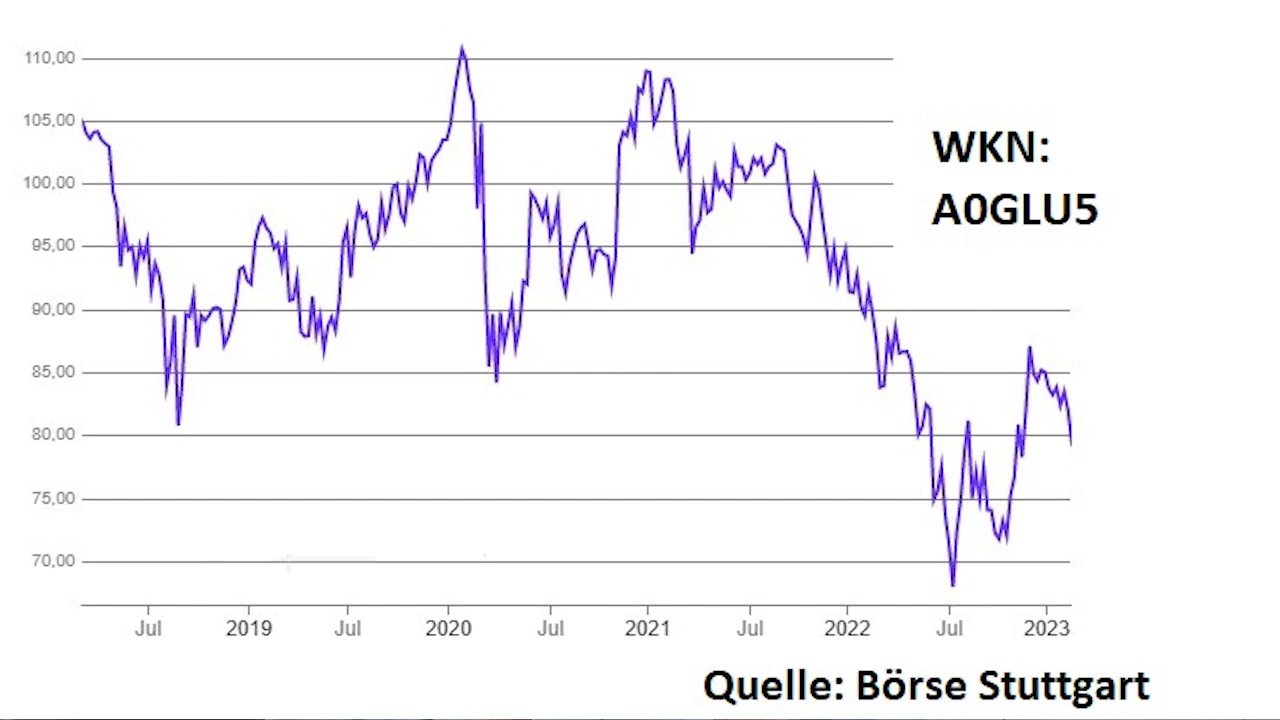 110,00
105,00
100,00
95,00
90,00
85,00
80,00
75,00
70,00
WKN:
A0GLU5
Jul 2019 Jul 2020 Jul 2021 Jul 2022 Jul 2023
Quelle: Börse Stuttgart